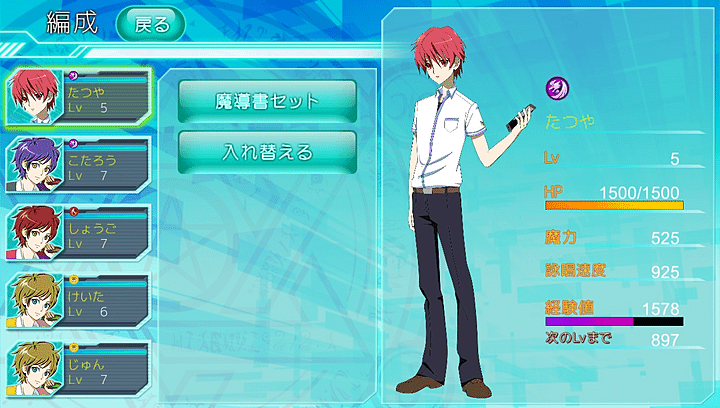 編成
戻る
たつや
Lv 5
こたろう
Lv 7
しょうご
Lv 7
けいた
Lv 6
じゅん
Lv 7
魔導書セット
入れ替える
たつや
Lv 5
HP 1500/1500
魔力 525
詠唱速度 925
経験値 1578
次のLvまで 897